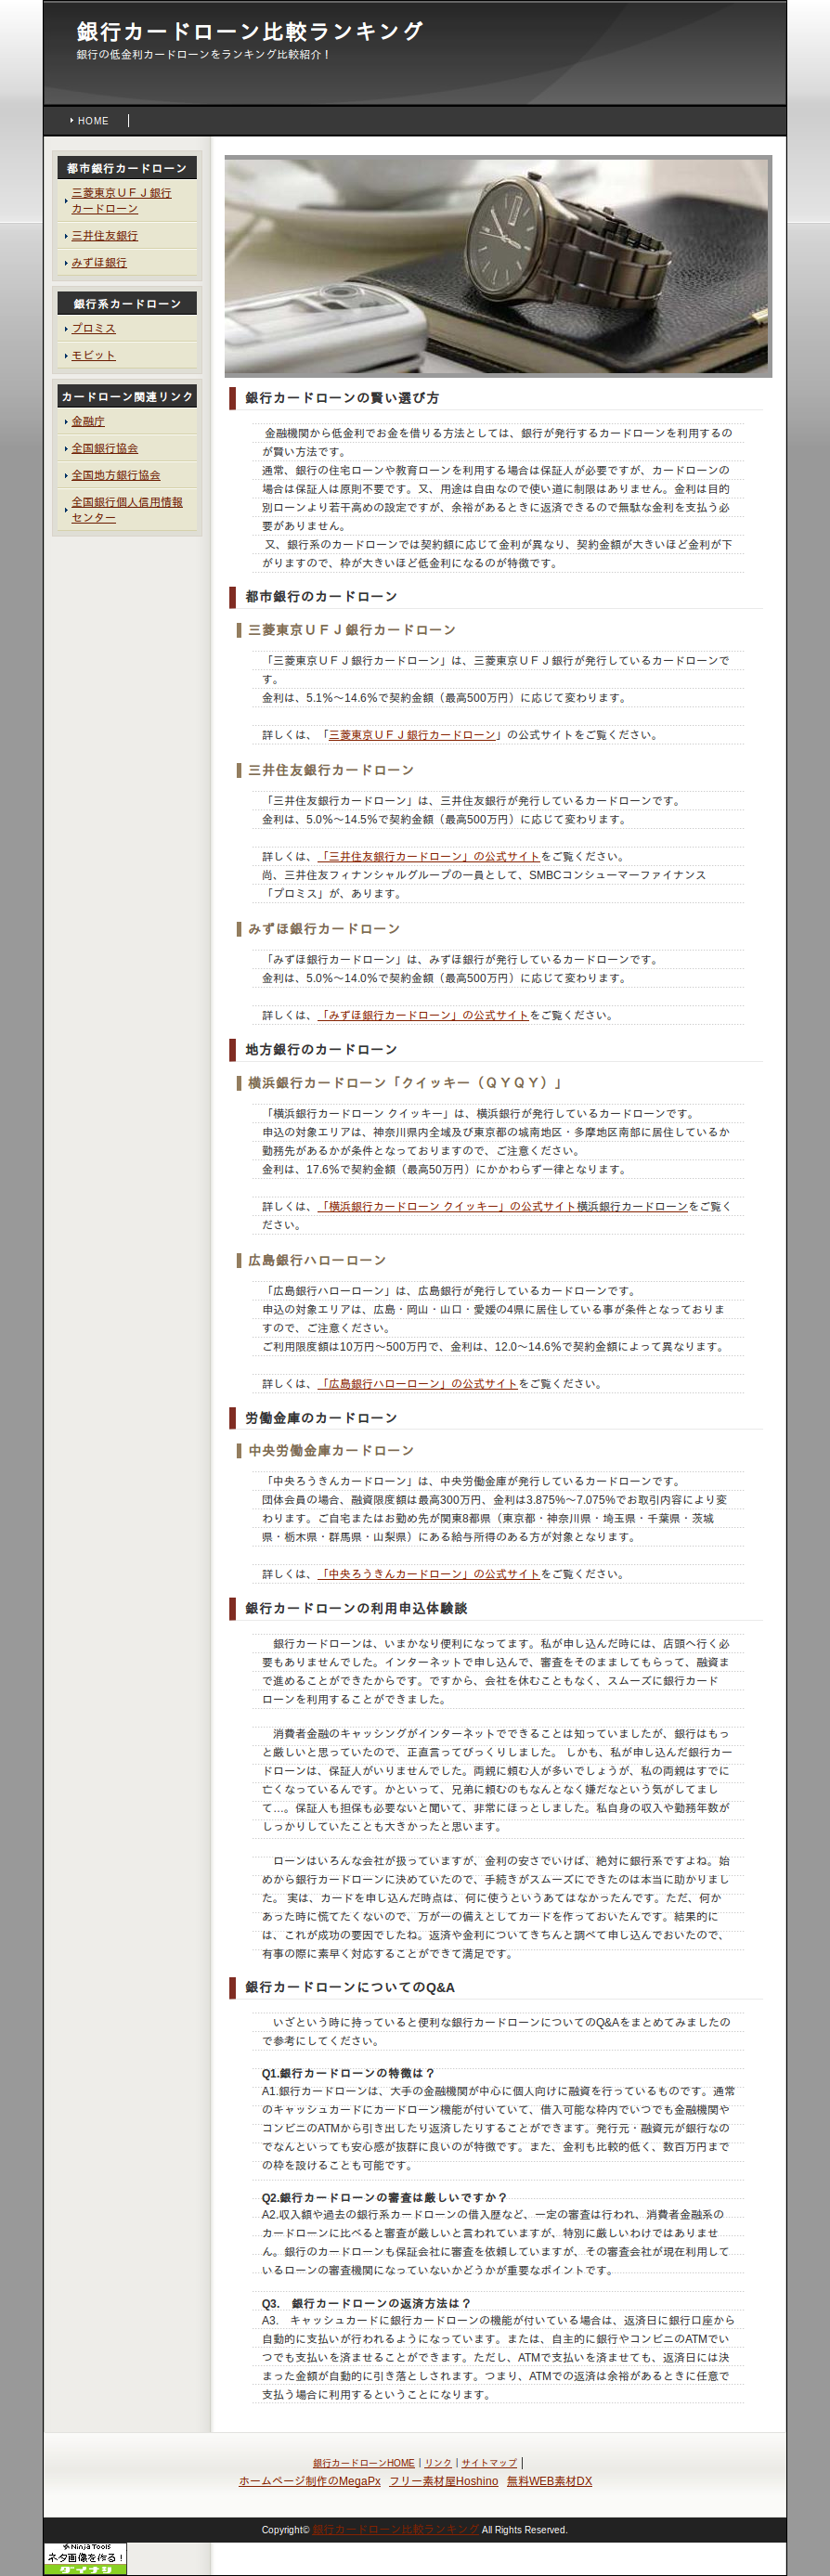 銀行カードローン比較ランキング
銀行の低金利カードローンをランキング比較紹介！
HOME
都市銀行カードローン
三菱東京ＵＦＪ銀行
カードローン
三井住友銀行
みずほ銀行
銀行系カードローン
プロミス
モビット
カードローン関連リンク
金融庁
全国銀行協会
全国地方銀行協会
全国銀行個人信用情報
センター
銀行カードローンの賢い選び方
金融機関から低金利でお金を借りる方法としては、銀行が発行するカードローンを利用するの
が賢い方法です。
通常、銀行の住宅ローンや教育ローンを利用する場合は保証人が必要ですが、カードローンの
場合は保証人は原則不要です。又、用途は自由なので使い道に制限はありません。金利は目的
別ローンより若干高めの設定ですが、余裕があるときに返済できるので無駄な金利を支払う必
要がありません。
又、銀行系のカードローンでは契約額に応じて金利が異なり、契約金額が大きいほど金利が下
がりますので、枠が大きいほど低金利になるのが特徴です。
都市銀行のカードローン
三菱東京ＵＦＪ銀行カードローン
「三菱東京ＵＦＪ銀行カードローン」は、三菱東京ＵＦＪ銀行が発行しているカードローンで
す。
金利は、5.1％～14.6％で契約金額（最高500万円）に応じて変わります。
詳しくは、「三菱東京ＵＦＪ銀行カードローン」の公式サイトをご覧ください。
三井住友銀行カードローン
「三井住友銀行カードローン」は、三井住友銀行が発行しているカードローンです。
金利は、5.0％～14.5％で契約金額（最高500万円）に応じて変わります。
詳しくは、「三井住友銀行カードローン」の公式サイトをご覧ください。
尚、三井住友フィナンシャルグループの一員として、SMBCコンシューマーファイナンス
「プロミス」が、あります。
みずほ銀行カードローン
「みずほ銀行カードローン」は、みずほ銀行が発行しているカードローンです。
金利は、5.0％～14.0％で契約金額（最高500万円）に応じて変わります。
詳しくは、「みずほ銀行カードローン」の公式サイトをご覧ください。
地方銀行のカードローン
横浜銀行カードローン「クイッキー（ＱＹＱＹ）」
「横浜銀行カードローン クイッキー」は、横浜銀行が発行しているカードローンです。
申込の対象エリアは、神奈川県内全域及び東京都の城南地区・多摩地区南部に居住しているか
勤務先があるかが条件となっておりますので、ご注意ください。
金利は、17.6％で契約金額（最高50万円）にかかわらず一律となります。
詳しくは、「横浜銀行カードローン クイッキー」の公式サイト横浜銀行カードローンをご覧く
ださい。
広島銀行ハローローン
「広島銀行ハローローン」は、広島銀行が発行しているカードローンです。
申込の対象エリアは、広島・岡山・山口・愛媛の4県に居住している事が条件となっておりま
すので、ご注意ください。
ご利用限度額は10万円～500万円で、金利は、12.0～14.6％で契約金額によって異なります。
詳しくは、「広島銀行ハローローン」の公式サイトをご覧ください。
労働金庫のカードローン
中央労働金庫カードローン
「中央ろうきんカードローン」は、中央労働金庫が発行しているカードローンです。
団体会員の場合、融資限度額は最高300万円、金利は3.875%～7.075%でお取引内容により変
わります。ご自宅またはお勤め先が関東8都県（東京都・神奈川県・埼玉県・千葉県・茨城
県・栃木県・群馬県・山梨県）にある給与所得のある方が対象となります。
詳しくは、「中央ろうきんカードローン」の公式サイトをご覧ください。
銀行カードローンの利用申込体験談
銀行カードローンは、いまかなり便利になってます。私が申し込んだ時には、店頭へ行く必
要もありませんでした。インターネットで申し込んで、審査をそのまましてもらって、融資ま
で進めることができたからです。ですから、会社を休むこともなく、スムーズに銀行カード
ローンを利用することができました。
消費者金融のキャッシングがインターネットでできることは知っていましたが、銀行はもっ
と厳しいと思っていたので、正直言ってびっくりしました。 しかも、私が申し込んだ銀行カー
ドローンは、保証人がいりませんでした。両親に頼む人が多いでしょうが、私の両親はすでに
亡くなっているんです。かといって、兄弟に頼むのもなんとなく嫌だなという気がしてまし
て…。保証人も担保も必要ないと聞いて、非常にほっとしました。私自身の収入や勤務年数が
しっかりしていたことも大きかったと思います。
ローンはいろんな会社が扱っていますが、金利の安さでいけば、絶対に銀行系ですよね。始
めから銀行カードローンに決めていたので、手続きがスムーズにできたのは本当に助かりまし
た。 実は、カードを申し込んだ時点は、何に使うというあてはなかったんです。ただ、何か
あった時に慌てたくないので、万が一の備えとしてカードを作っておいたんです。結果的に
は、これが成功の要因でしたね。返済や金利についてきちんと調べて申し込んでおいたので、
有事の際に素早く対応することができて満足です。
銀行カードローンについてのQ&A
いざという時に持っていると便利な銀行カードローンについてのQ&Aをまとめてみましたの
で参考にしてください。
Q1.銀行カードローンの特徴は？
A1.銀行カードローンは、大手の金融機関が中心に個人向けに融資を行っているものです。通常
のキャッシュカードにカードローン機能が付いていて、借入可能な枠内でいつでも金融機関や
コンビニのATMから引き出したり返済したりすることができます。発行元・融資元が銀行なの
でなんといっても安心感が抜群に良いのが特徴です。また、金利も比較的低く、数百万円まで
の枠を設けることも可能です。
Q2.銀行カードローンの審査は厳しいですか？
A2.収入額や過去の銀行系カードローンの借入歴など、一定の審査は行われ、消費者金融系の
カードローンに比べると審査が厳しいと言われていますが、特別に厳しいわけではありませ
ん。銀行のカードローンも保証会社に審査を依頼していますが、その審査会社が現在利用して
いるローンの審査機関になっていないかどうかが重要なポイントです。
Q3.　銀行カードローンの返済方法は？
A3.　キャッシュカードに銀行カードローンの機能が付いている場合は、返済日に銀行口座から
自動的に支払いが行われるようになっています。または、自主的に銀行やコンビニのATMでい
つでも支払いを済ませることができます。ただし、ATMで支払いを済ませても、返済日には決
まった金額が自動的に引き落としされます。つまり、ATMでの返済は余裕があるときに任意で
支払う場合に利用するということになります。
銀行カードローンHOME | リンク | サイトマップ |
ホームページ制作のMegaPx フリー素材屋Hoshino 無料WEB素材DX
Copyright© 銀行カードローン比較ランキング All Rights Reserved.
Ninja Tools
ネタ画像を作る！
ダイナリ